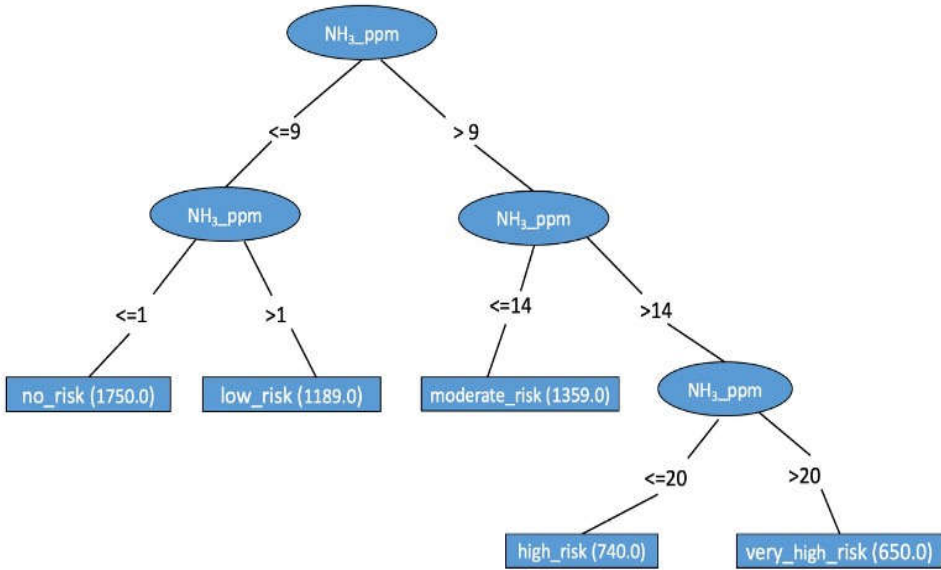 NH₃_ppm
<=9
> 9
NH₃_ppm
NH₃_ppm
<=1
>1
<=14
>14
no_risk (1750.0)
low_risk (1189.0)
moderate_risk (1359.0)
NH₃_ppm
<=20
>20
high_risk (740.0)
very_high_risk (650.0)